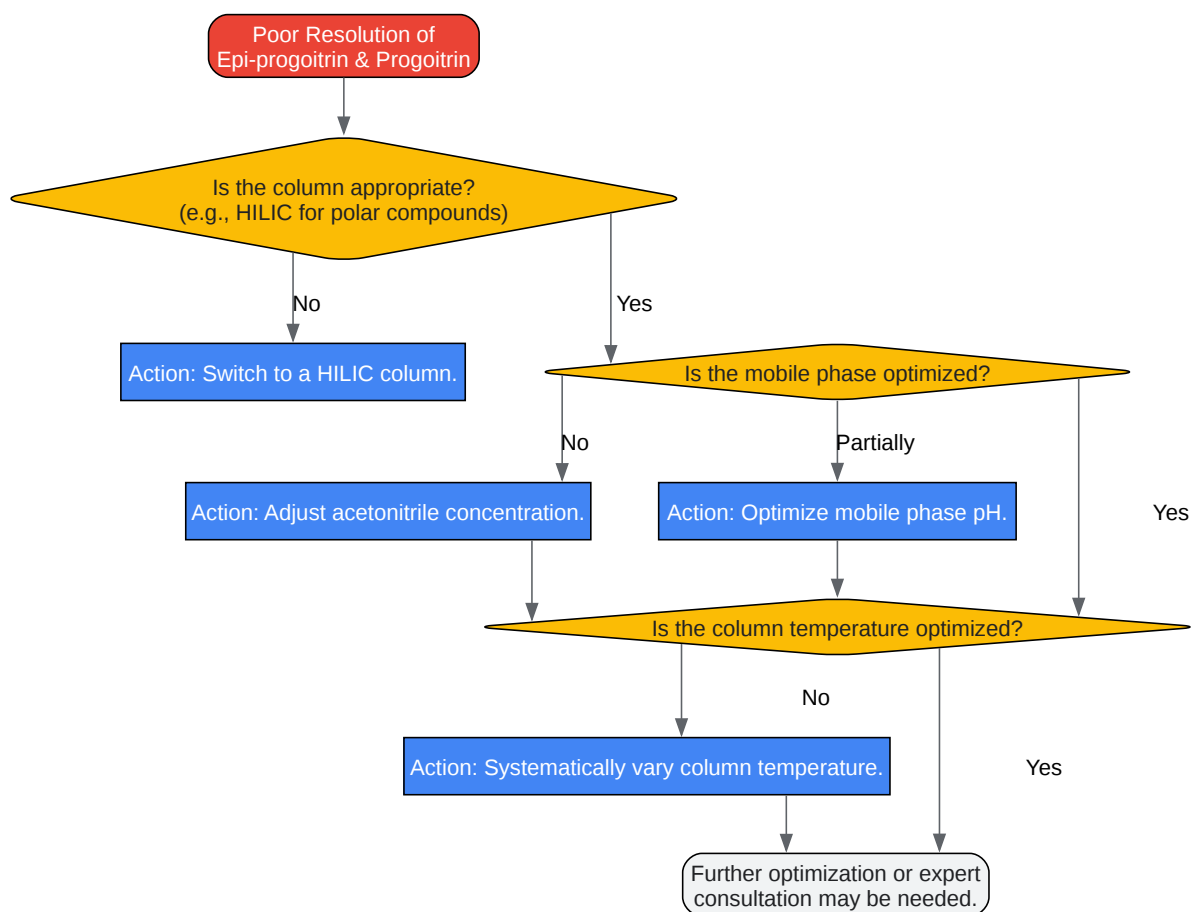 Poor Resolution of
Epi-progoitrin & Progoitrin
Is the column appropriate?
(e.g., HILIC for polar compounds)
No
Yes
Action: Switch to a HILIC column.
Is the mobile phase optimized?
No
Partially
Yes
Action: Adjust acetonitrile concentration.
Action: Optimize mobile phase pH.
Is the column temperature optimized?
No
Yes
Action: Systematically vary column temperature.
Further optimization or expert
consultation may be needed.